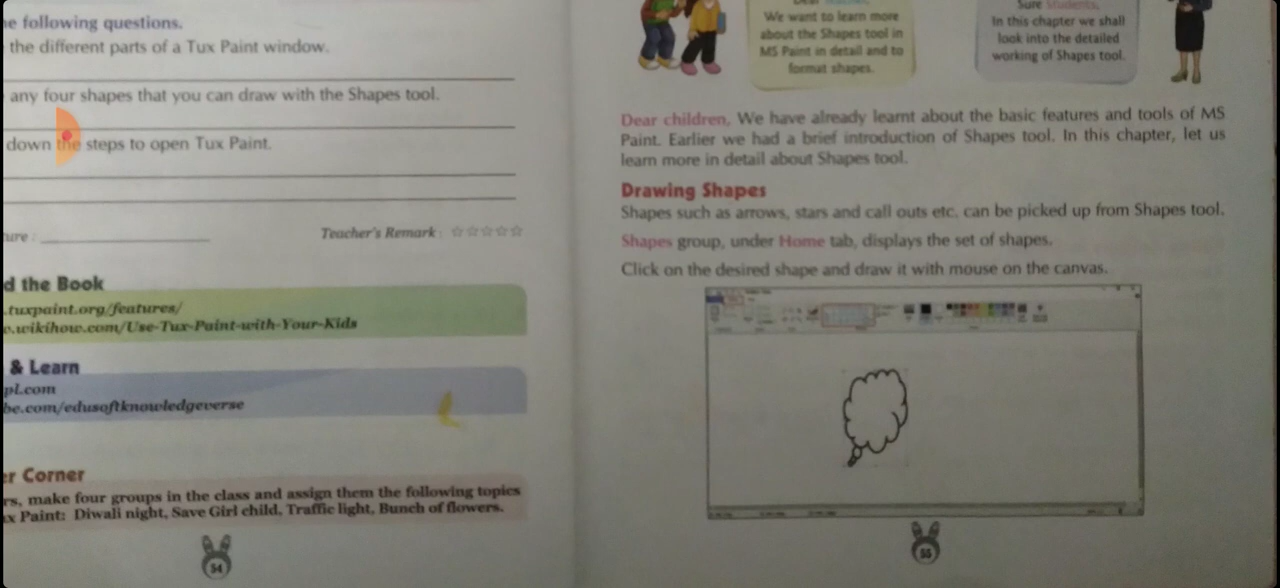 e following questions.
the different parts of a Tux Paint window.
any four shapes that you can draw with the Shapes tool.
down the steps to open Tux Paint.
ure :
Teacher's Remark :
d the Book
.tuxpaint.org/features/
.wikihow.com/Use-Tux-Paint-with-Your-Kids
& Learn
pl.com
be.com/edusoftknowledgeverse
er Corner
rs, make four groups in the class and assign them the following topics
x Paint: Diwali night, Save Girl child, Traffic light, Bunch of flowers.
54
We want to learn more
about the Shapes tool in
MS Paint in detail and to
format shapes.
Sure Students,
In this chapter we shall
look into the detailed
working of Shapes tool.
Dear children, We have already learnt about the basic features and tools of MS
Paint. Earlier we had a brief introduction of Shapes tool. In this chapter, let us
learn more in detail about Shapes tool.
Drawing Shapes
Shapes such as arrows, stars and call outs etc. can be picked up from Shapes tool.
Shapes group, under Home tab, displays the set of shapes.
Click on the desired shape and draw it with mouse on the canvas.
55